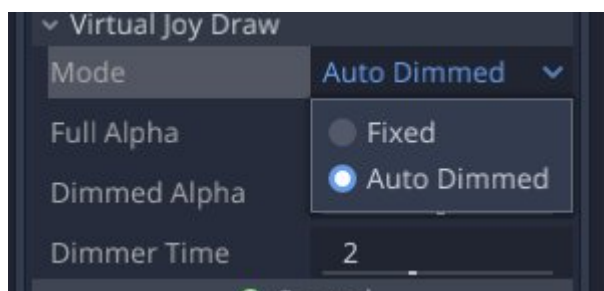 Virtual Joy Draw
Mode Auto Dimmed
Full Alpha Fixed
Dimmed Alpha Auto Dimmed
Dimmer Time 2